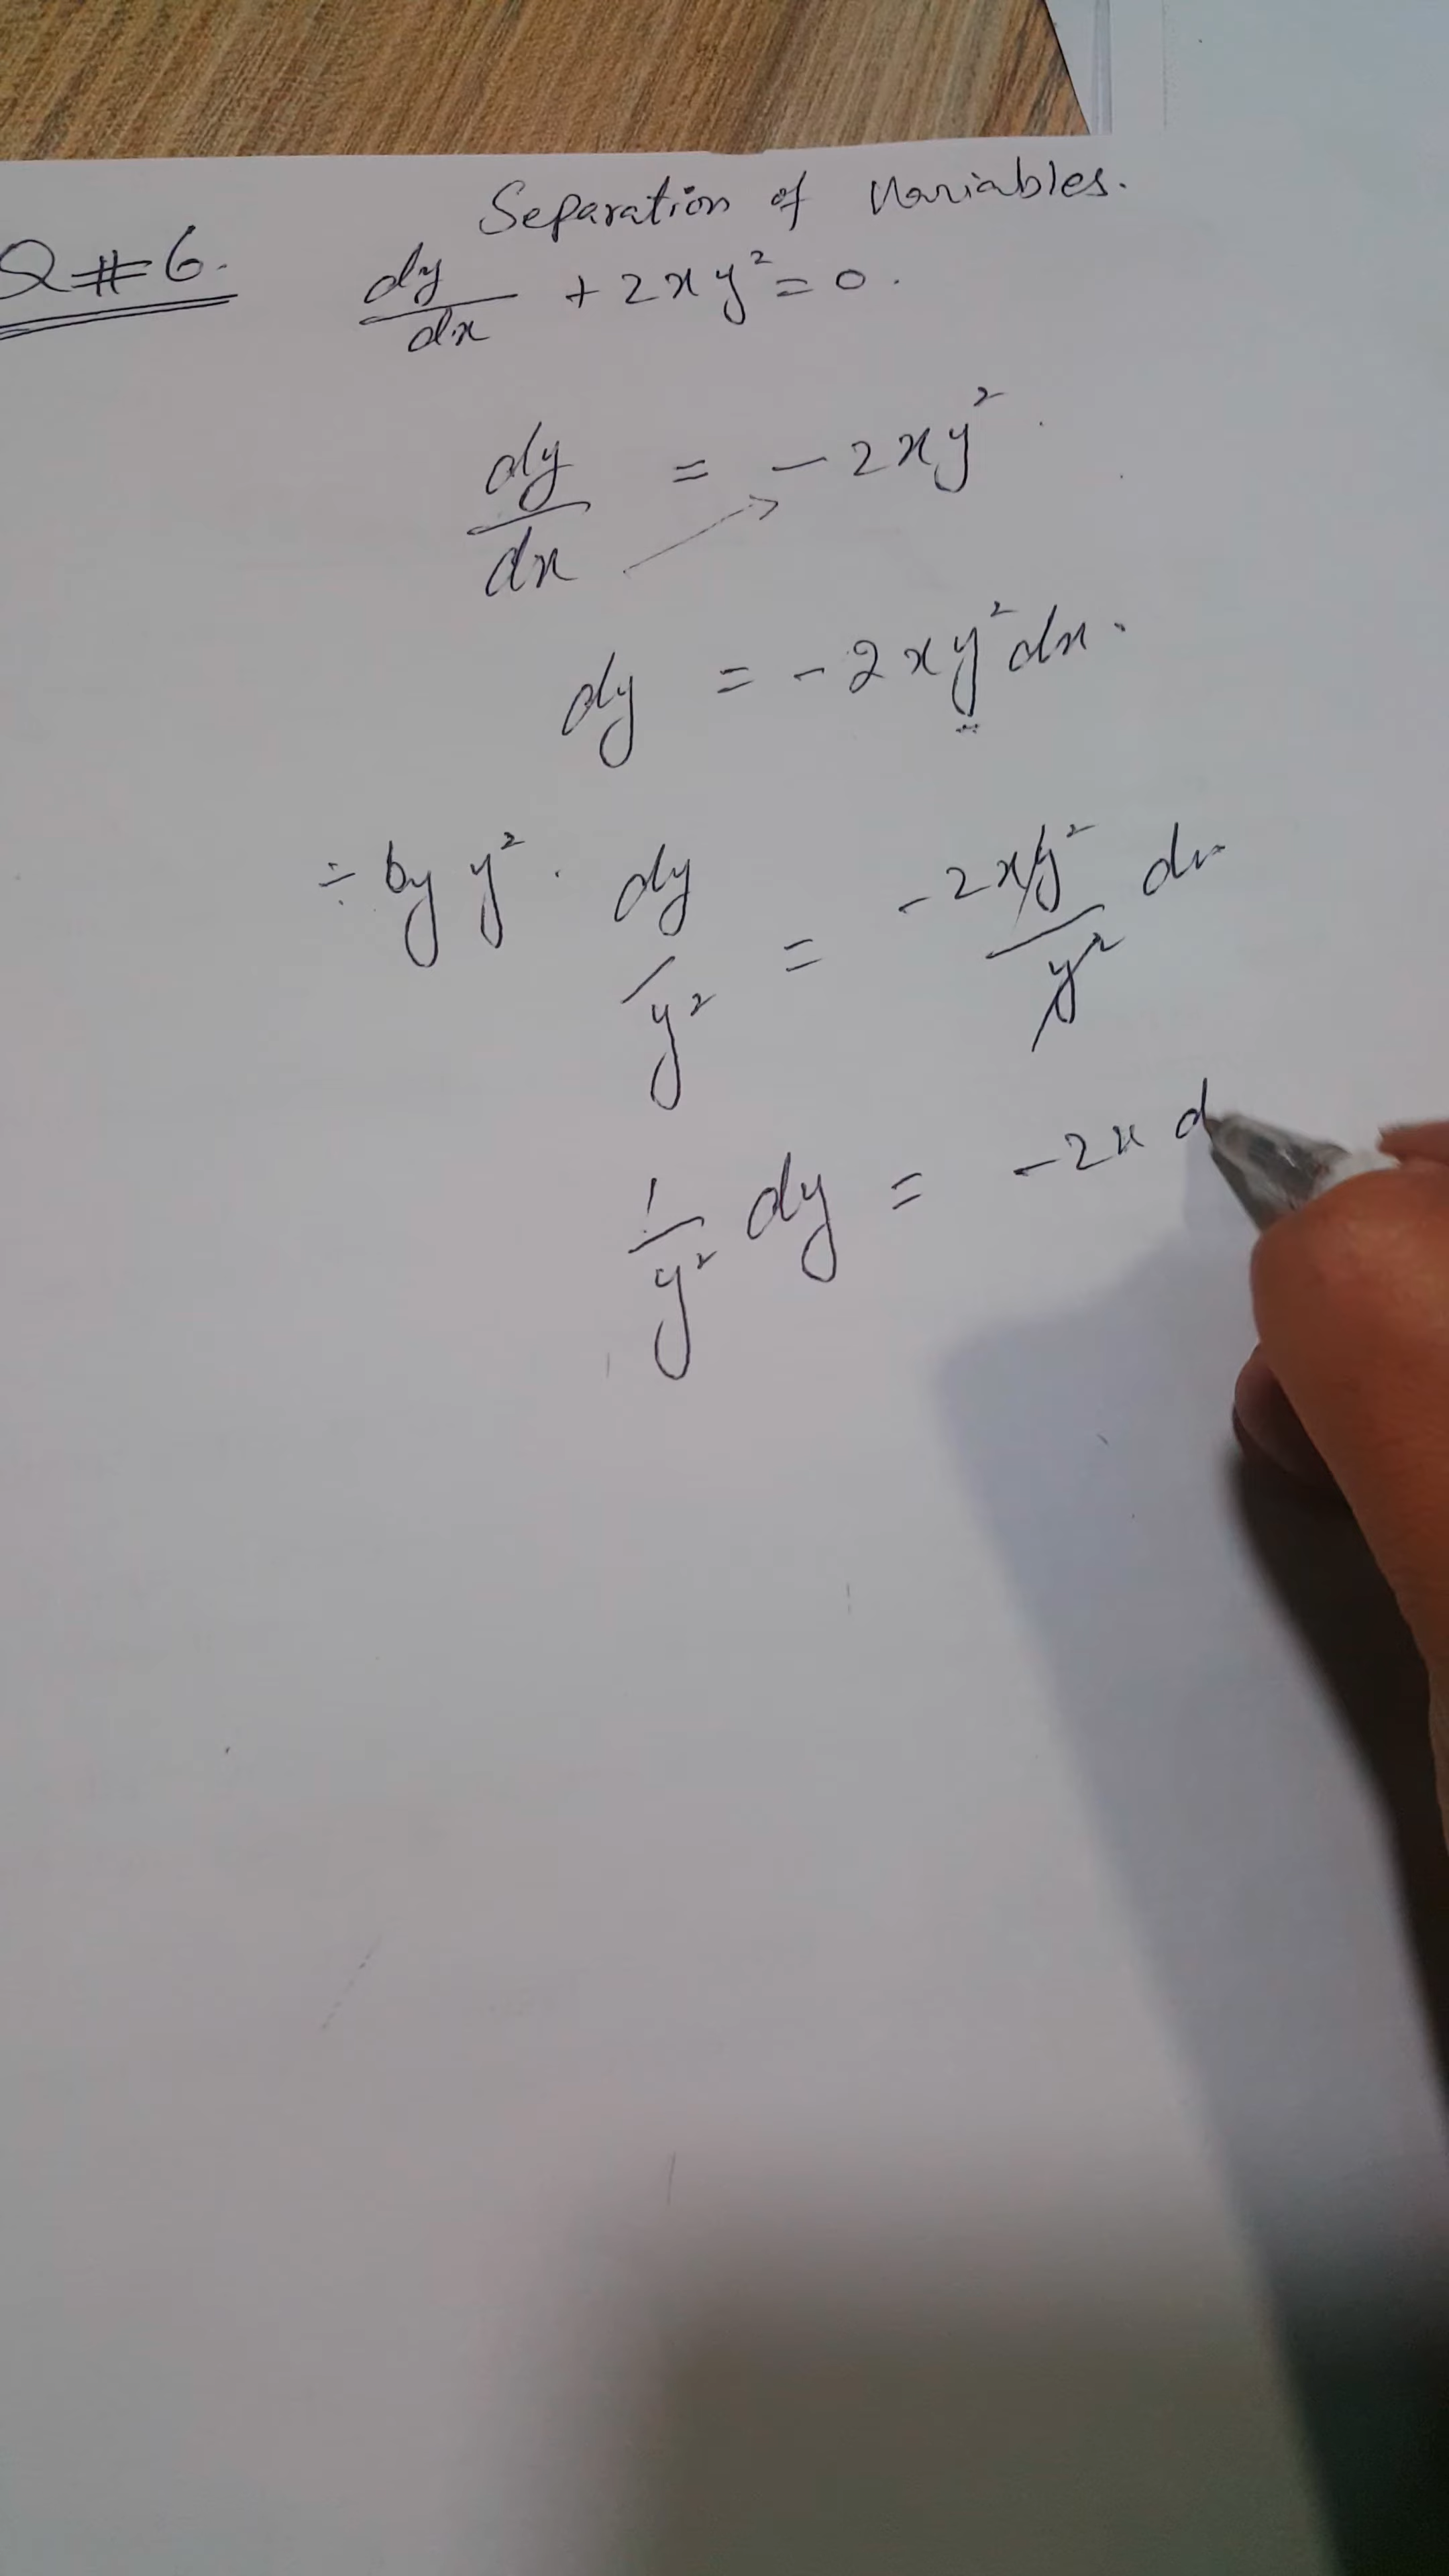 Separation of Variables.
Q#6. dy/dx + 2xy² = 0.
dy/dx = -2xy²
dy = -2xy² dx.
÷ by y². dy/y² = -2xy²/y² dx
1/y² dy = -2x d